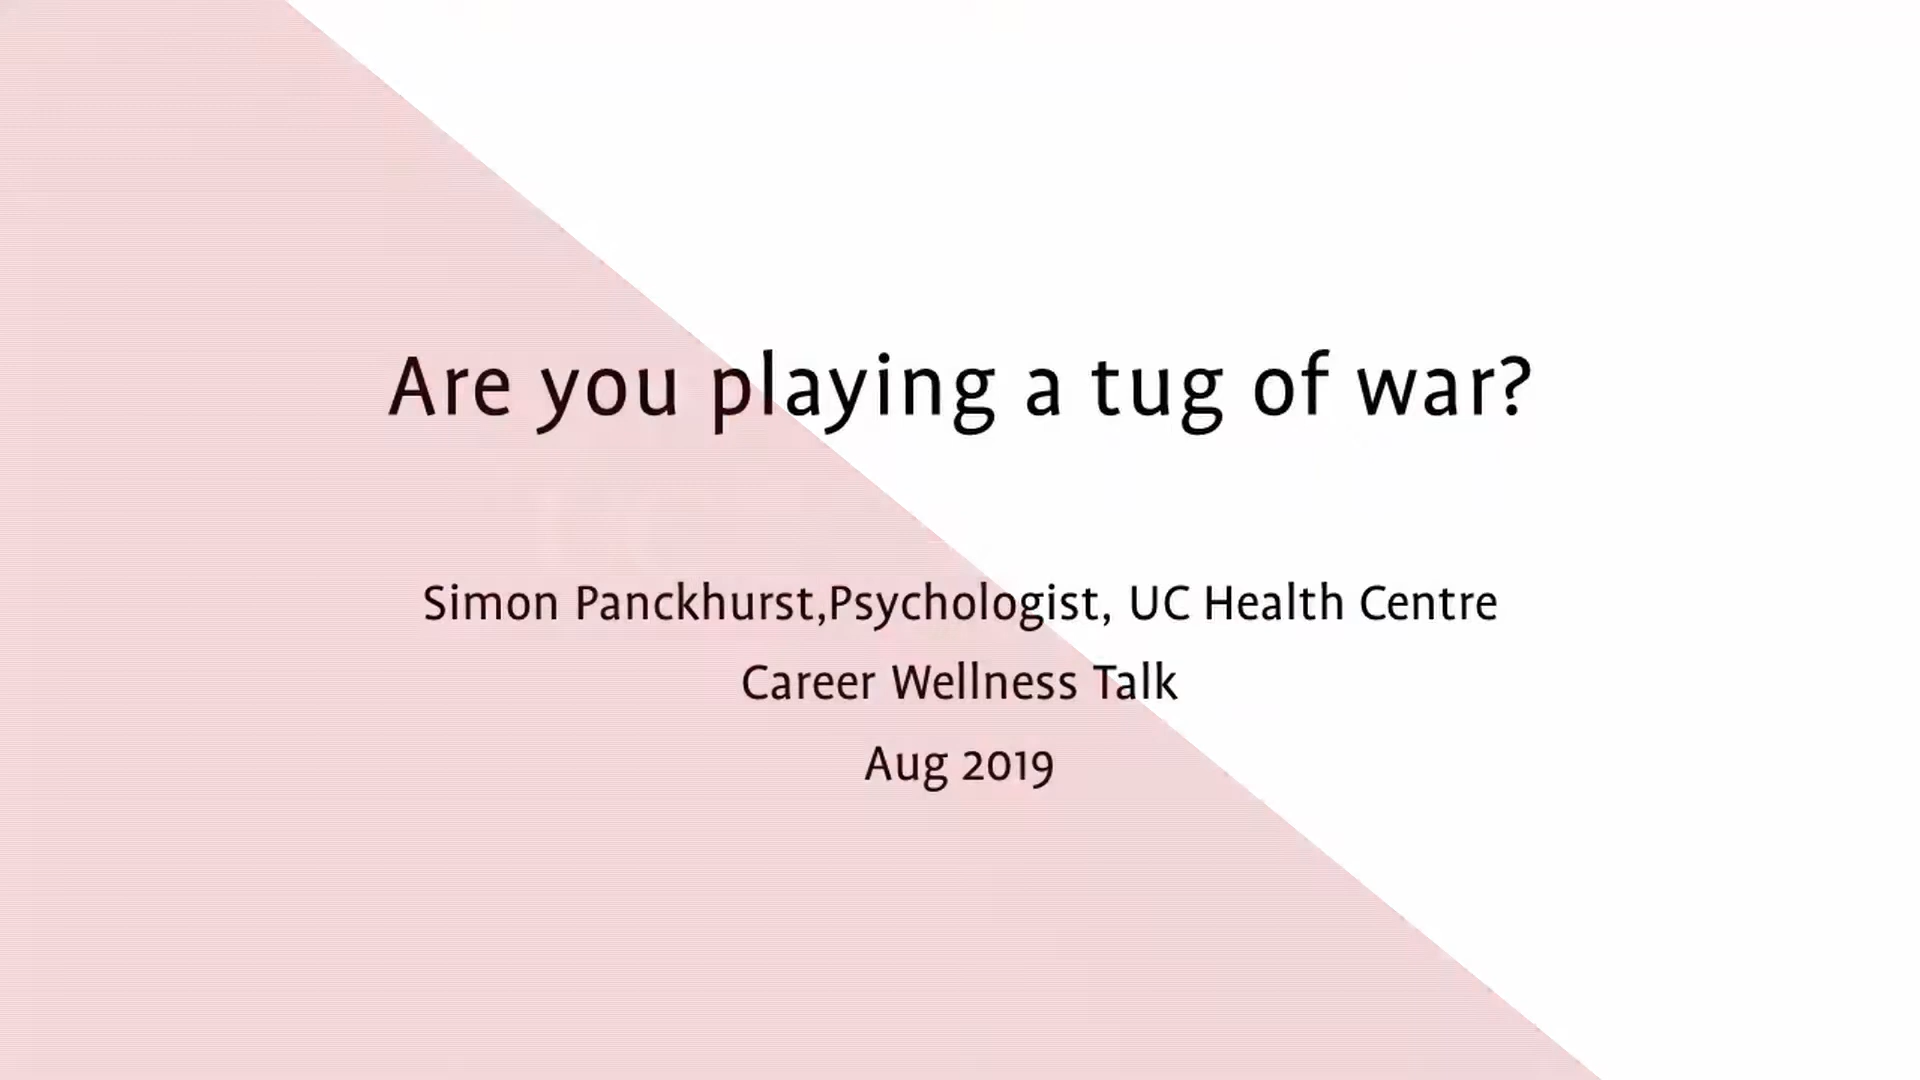 Are you playing a tug of war?
Simon Panckhurst,Psychologist, UC Health Centre
Career Wellness Talk
Aug 2019